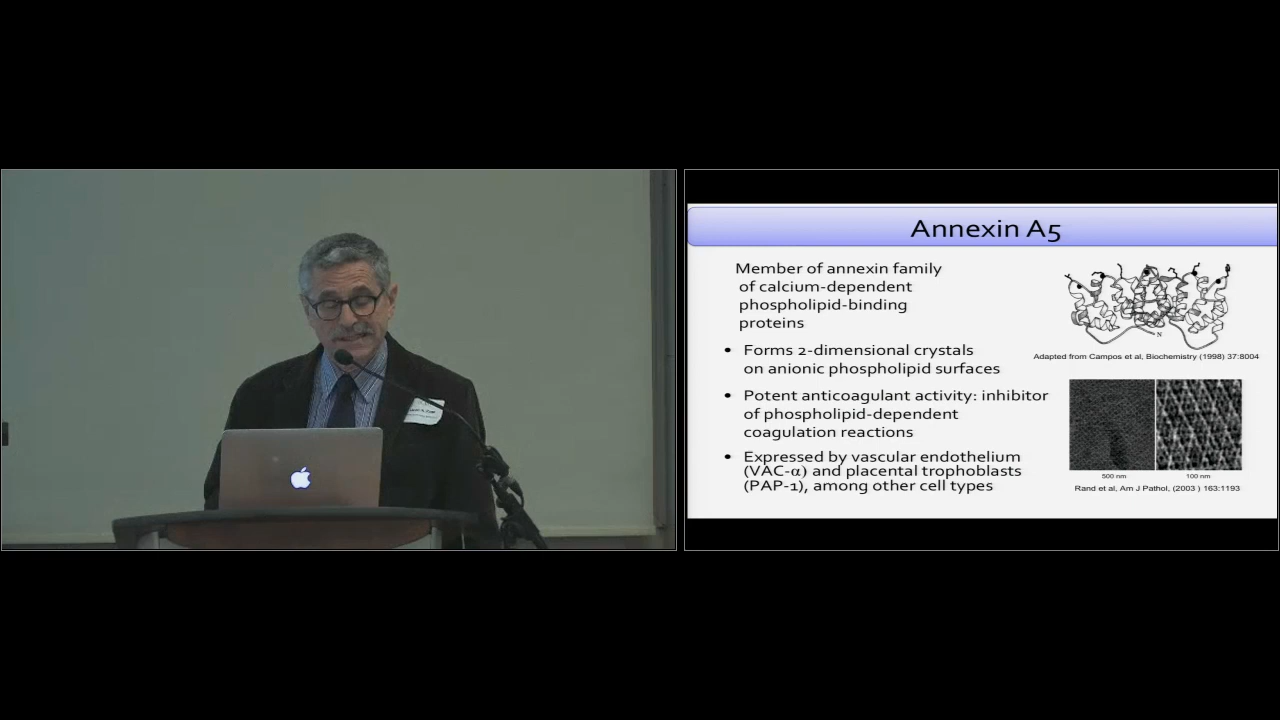 Annexin A5
Member of annexin family
of calcium-dependent
phospholipid-binding
proteins
• Forms 2-dimensional crystals
on anionic phospholipid surfaces
• Potent anticoagulant activity: inhibitor
of phospholipid-dependent
coagulation reactions
• Expressed by vascular endothelium
(VAC-α) and placental trophoblasts
(PAP-1), among other cell types
N
Adapted from Campos et al, Biochemistry (1998) 37:8004
500 nm
100 nm
Rand et al, Am J Pathol, (2003 ) 163:1193